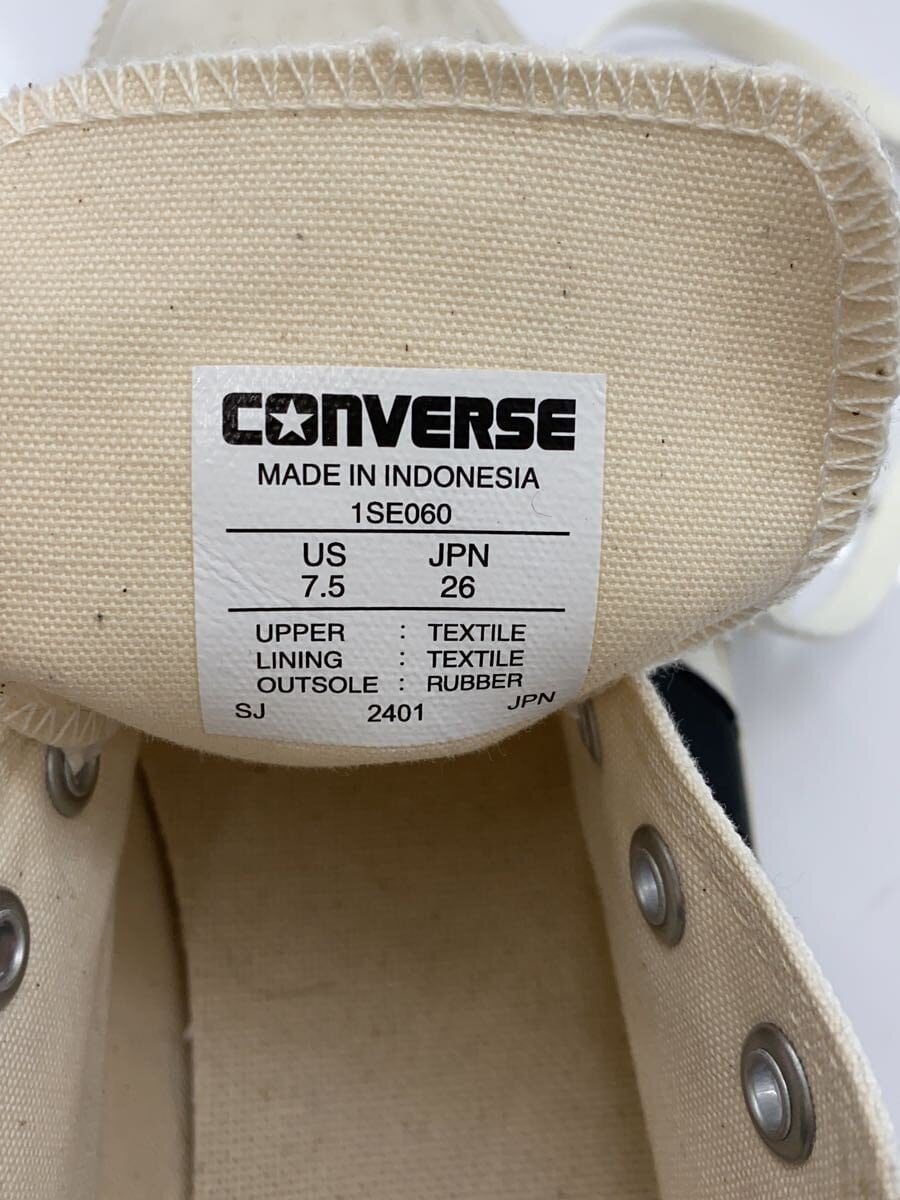 CONVERSE
MADE IN INDONESIA
1SE060
US JPN
7.5 26
UPPER : TEXTILE
LINING : TEXTILE
OUTSOLE : RUBBER
SJ 2401 JPN